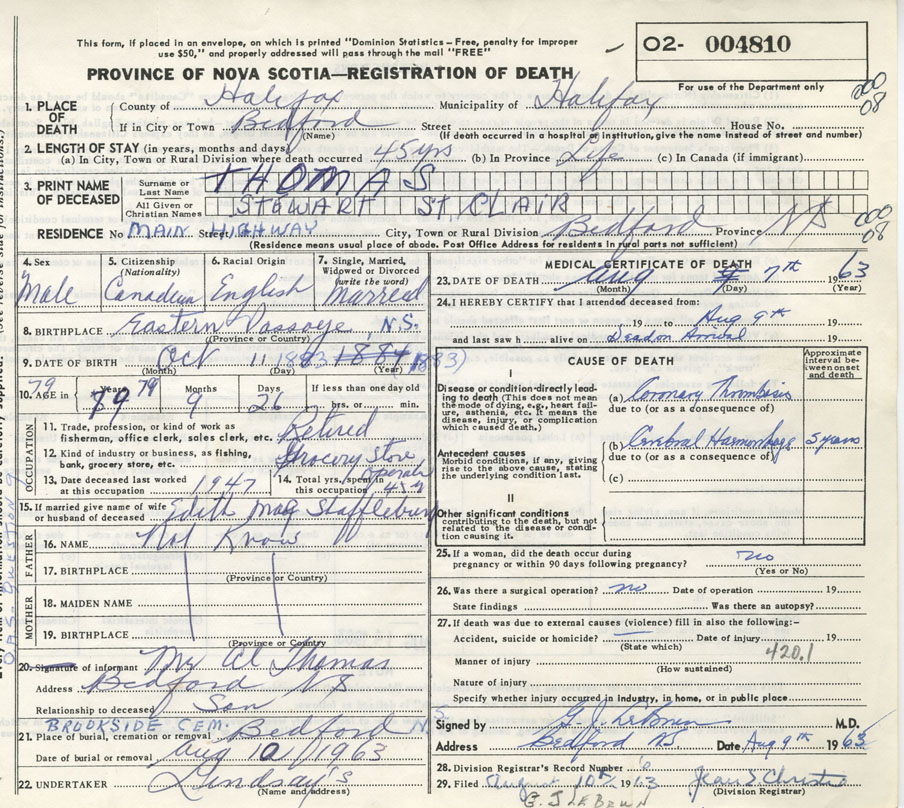 This form, if placed in an envelope, on which is printed "Dominion Statistics – Free, penalty for improper
use $50," and properly addressed will pass through the mail "FREE"
02- 004810
For use of the Department only
PROVINCE OF NOVA SCOTIA—REGISTRATION OF DEATH
000
08
1. PLACE OF DEATH
County of Halifax Municipality of Halifax
If in City or Town Bedford Street House No.
(Name) (If death occurred in a hospital or institution, give the name instead of street and number)
2. LENGTH OF STAY (in years, months and days)
(a) In City, Town or Rural Division where death occurred 45 yrs (b) In Province Life (c) In Canada (if immigrant)
3. PRINT NAME OF DECEASED
Surname or Last Name THOMAS
All Given or Christian Names STEWART ST. CLAIR
RESIDENCE No MAIN Street HIGHWAY City, Town or Rural Division Bedford Province NS
(Residence means usual place of abode. Post Office Address for residents in rural parts not sufficient)
000
08
4. Sex
Male
5. Citizenship
(Nationality)
Canadian
6. Racial Origin
English
7. Single, Married, Widowed or Divorced
(write the word)
Married
8. BIRTHPLACE Eastern Passage, N.S.
(Province or Country)
9. DATE OF BIRTH Oct 11 1883 1884 1883)
(Month) (Day) (Year)
79 79
10. AGE in Years 89 Months 9 Days 26 If less than one day old
hrs. or min.
OCCUPATION
11. Trade, profession, or kind of work as fisherman, office clerk, sales clerk, etc. Retired
12. Kind of industry or business, as fishing, bank, grocery store, etc. Grocery Store
13. Date deceased last worked at this occupation 1947 14. Total yrs. spent in this occupation
15. If married give name of wife or husband of deceased Edith Mag
FATHER
16. NAME Not Know
17. BIRTHPLACE
(Province or Country)
MOTHER
18. MAIDEN NAME
19. BIRTHPLACE
(Province or Country)
20. Signature of informant Mr Al Thomas
Address Bedford NS
Relationship to deceased Son
BROOKSIDE CEM.
21. Place of burial, cremation or removal Bedford N.S
Date of burial or removal Aug 10 1963
22. UNDERTAKER Lindsay's
(Name and address)
MEDICAL CERTIFICATE OF DEATH
23. DATE OF DEATH Aug 7th 1963
(Month) (Day) (Year)
24. I HEREBY CERTIFY that I attended deceased from:
19 to Aug 9th 19
and last saw h alive on Dead on Arrival 19
CAUSE OF DEATH
Approximate interval between onset and death
I
Disease or condition directly leading to death (This does not mean the mode of dying, e.g., heart failure, asthenia, etc. It means the disease, injury, or complication which caused death.)
(a) Coronary Thrombosis
due to (or as a consequence of)
Antecedent causes
Morbid conditions, if any, giving rise to the above cause, stating the underlying condition last.
(b) Cerebral Haemorrhage 5 years
due to (or as a consequence of)
(c)
II
Other significant conditions
contributing to the death, but not related to the disease or condition causing it.
25. If a woman, did the death occur during
pregnancy or within 90 days following pregnancy? no
(Yes or No)
26. Was there a surgical operation? no Date of operation 19
State findings Was there an autopsy?
27. If death was due to external causes (violence) fill in also the following:-
Accident, suicide or homicide? Date of injury 19
(State which) 420.1
Manner of injury
(How sustained)
Nature of injury
Specify whether injury occurred in industry, in home, or in public place
Signed by M.D.
Address Bedford NS Date Aug 9th 1963
28. Division Registrar's Record Number
29. Filed August 10th 1963
(Division Registrar)
G. J LEBRUN